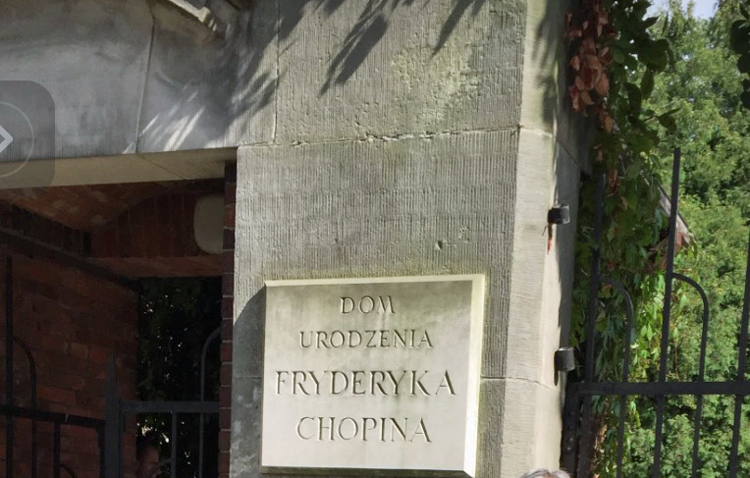 DOM
URODZENIA
FRYDERYKA
CHOPINA